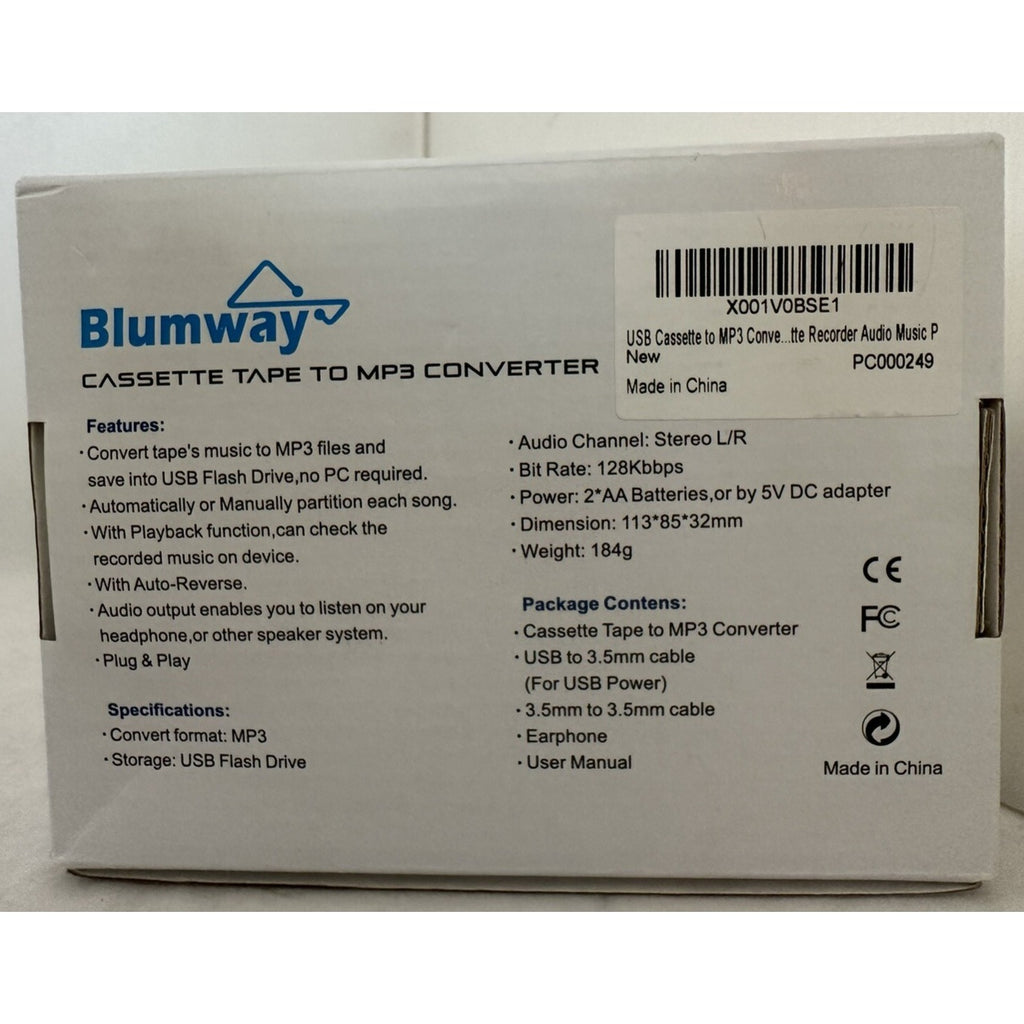 Blumway
CASSETTE TAPE TO MP3 CONVERTER
X001V0BSE1
USB Cassette to MP3 Conve...tte Recorder Audio Music P
New
PC000249
Made in China
Features:
·Convert tape's music to MP3 files and
save into USB Flash Drive,no PC required.
·Automatically or Manually partition each song.
·With Playback function,can check the
recorded music on device.
·With Auto-Reverse.
·Audio output enables you to listen on your
headphone,or other speaker system.
·Plug & Play
Specifications:
·Convert format: MP3
·Storage: USB Flash Drive
·Audio Channel: Stereo L/R
·Bit Rate: 128Kbbps
·Power: 2*AA Batteries,or by 5V DC adapter
·Dimension: 113*85*32mm
·Weight: 184g
Package Contens:
·Cassette Tape to MP3 Converter
·USB to 3.5mm cable
(For USB Power)
·3.5mm to 3.5mm cable
·Earphone
·User Manual
CE
FC
Made in China